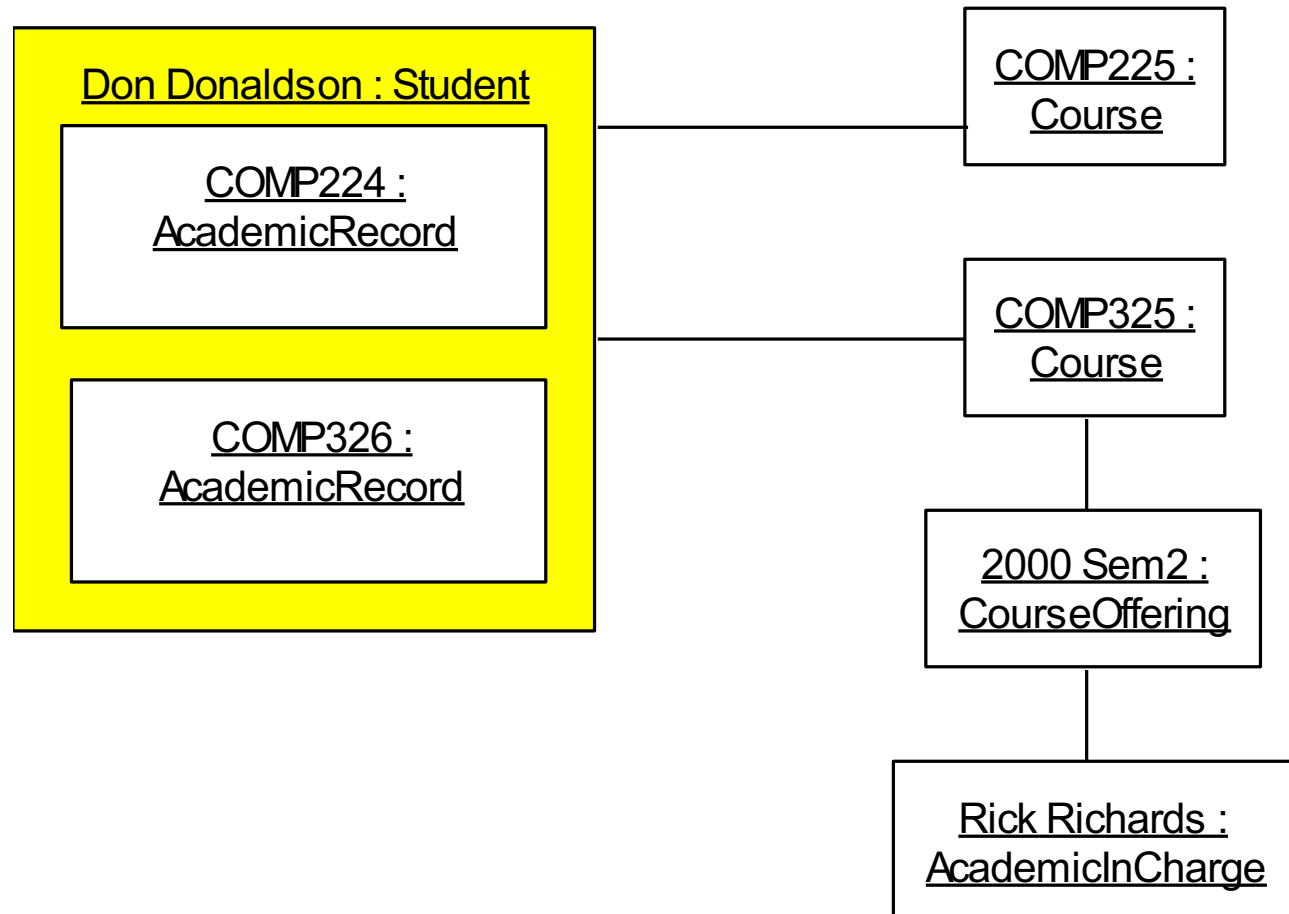 Don Donaldson : Student
COMP224 :
AcademicRecord
COMP326 :
AcademicRecord
COMP225 :
Course
COMP325 :
Course
2000 Sem2 :
CourseOffering
Rick Richards :
AcademicInCharge